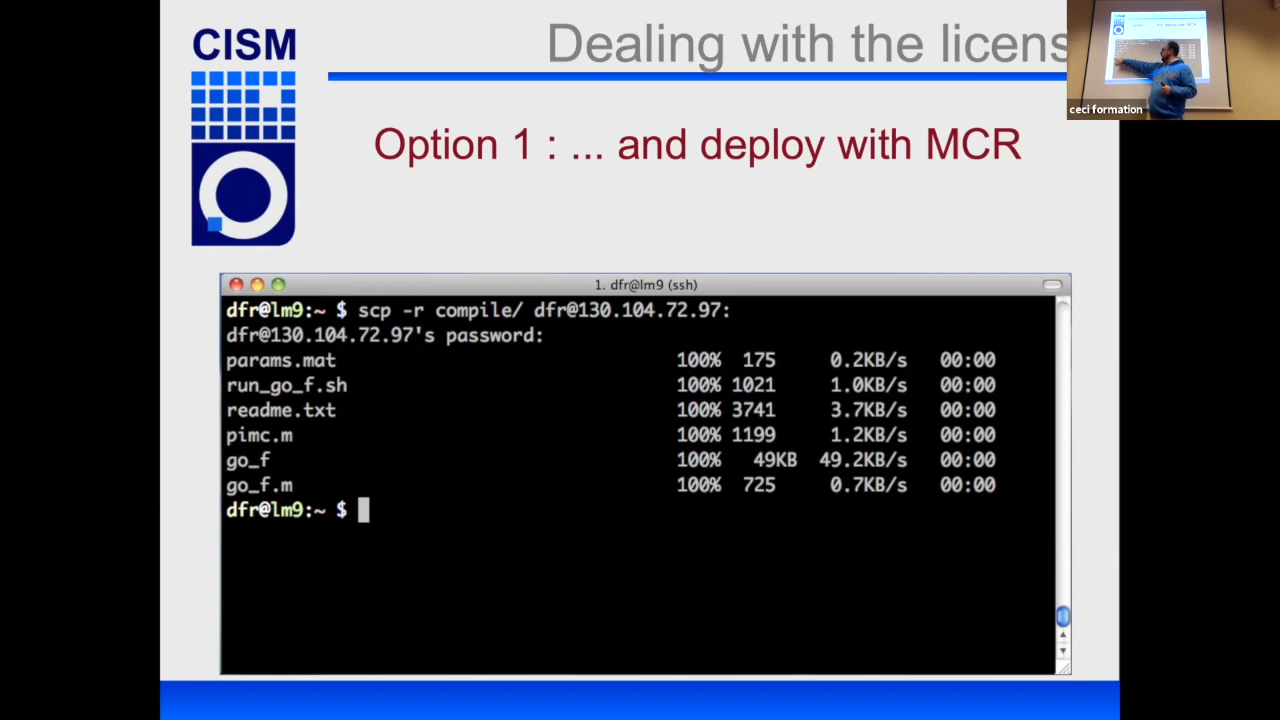 CISM
Dealing with the licens
ceci formation
Option 1 : ... and deploy with MCR
1. dfr@lm9 (ssh)
dfr@lm9:~ $ scp -r compile/ dfr@130.104.72.97:
dfr@130.104.72.97's password:
params.mat 100% 175 0.2KB/s 00:00
run_go_f.sh 100% 1021 1.0KB/s 00:00
readme.txt 100% 3741 3.7KB/s 00:00
pimc.m 100% 1199 1.2KB/s 00:00
go_f 100% 49KB 49.2KB/s 00:00
go_f.m 100% 725 0.7KB/s 00:00
dfr@lm9:~ $